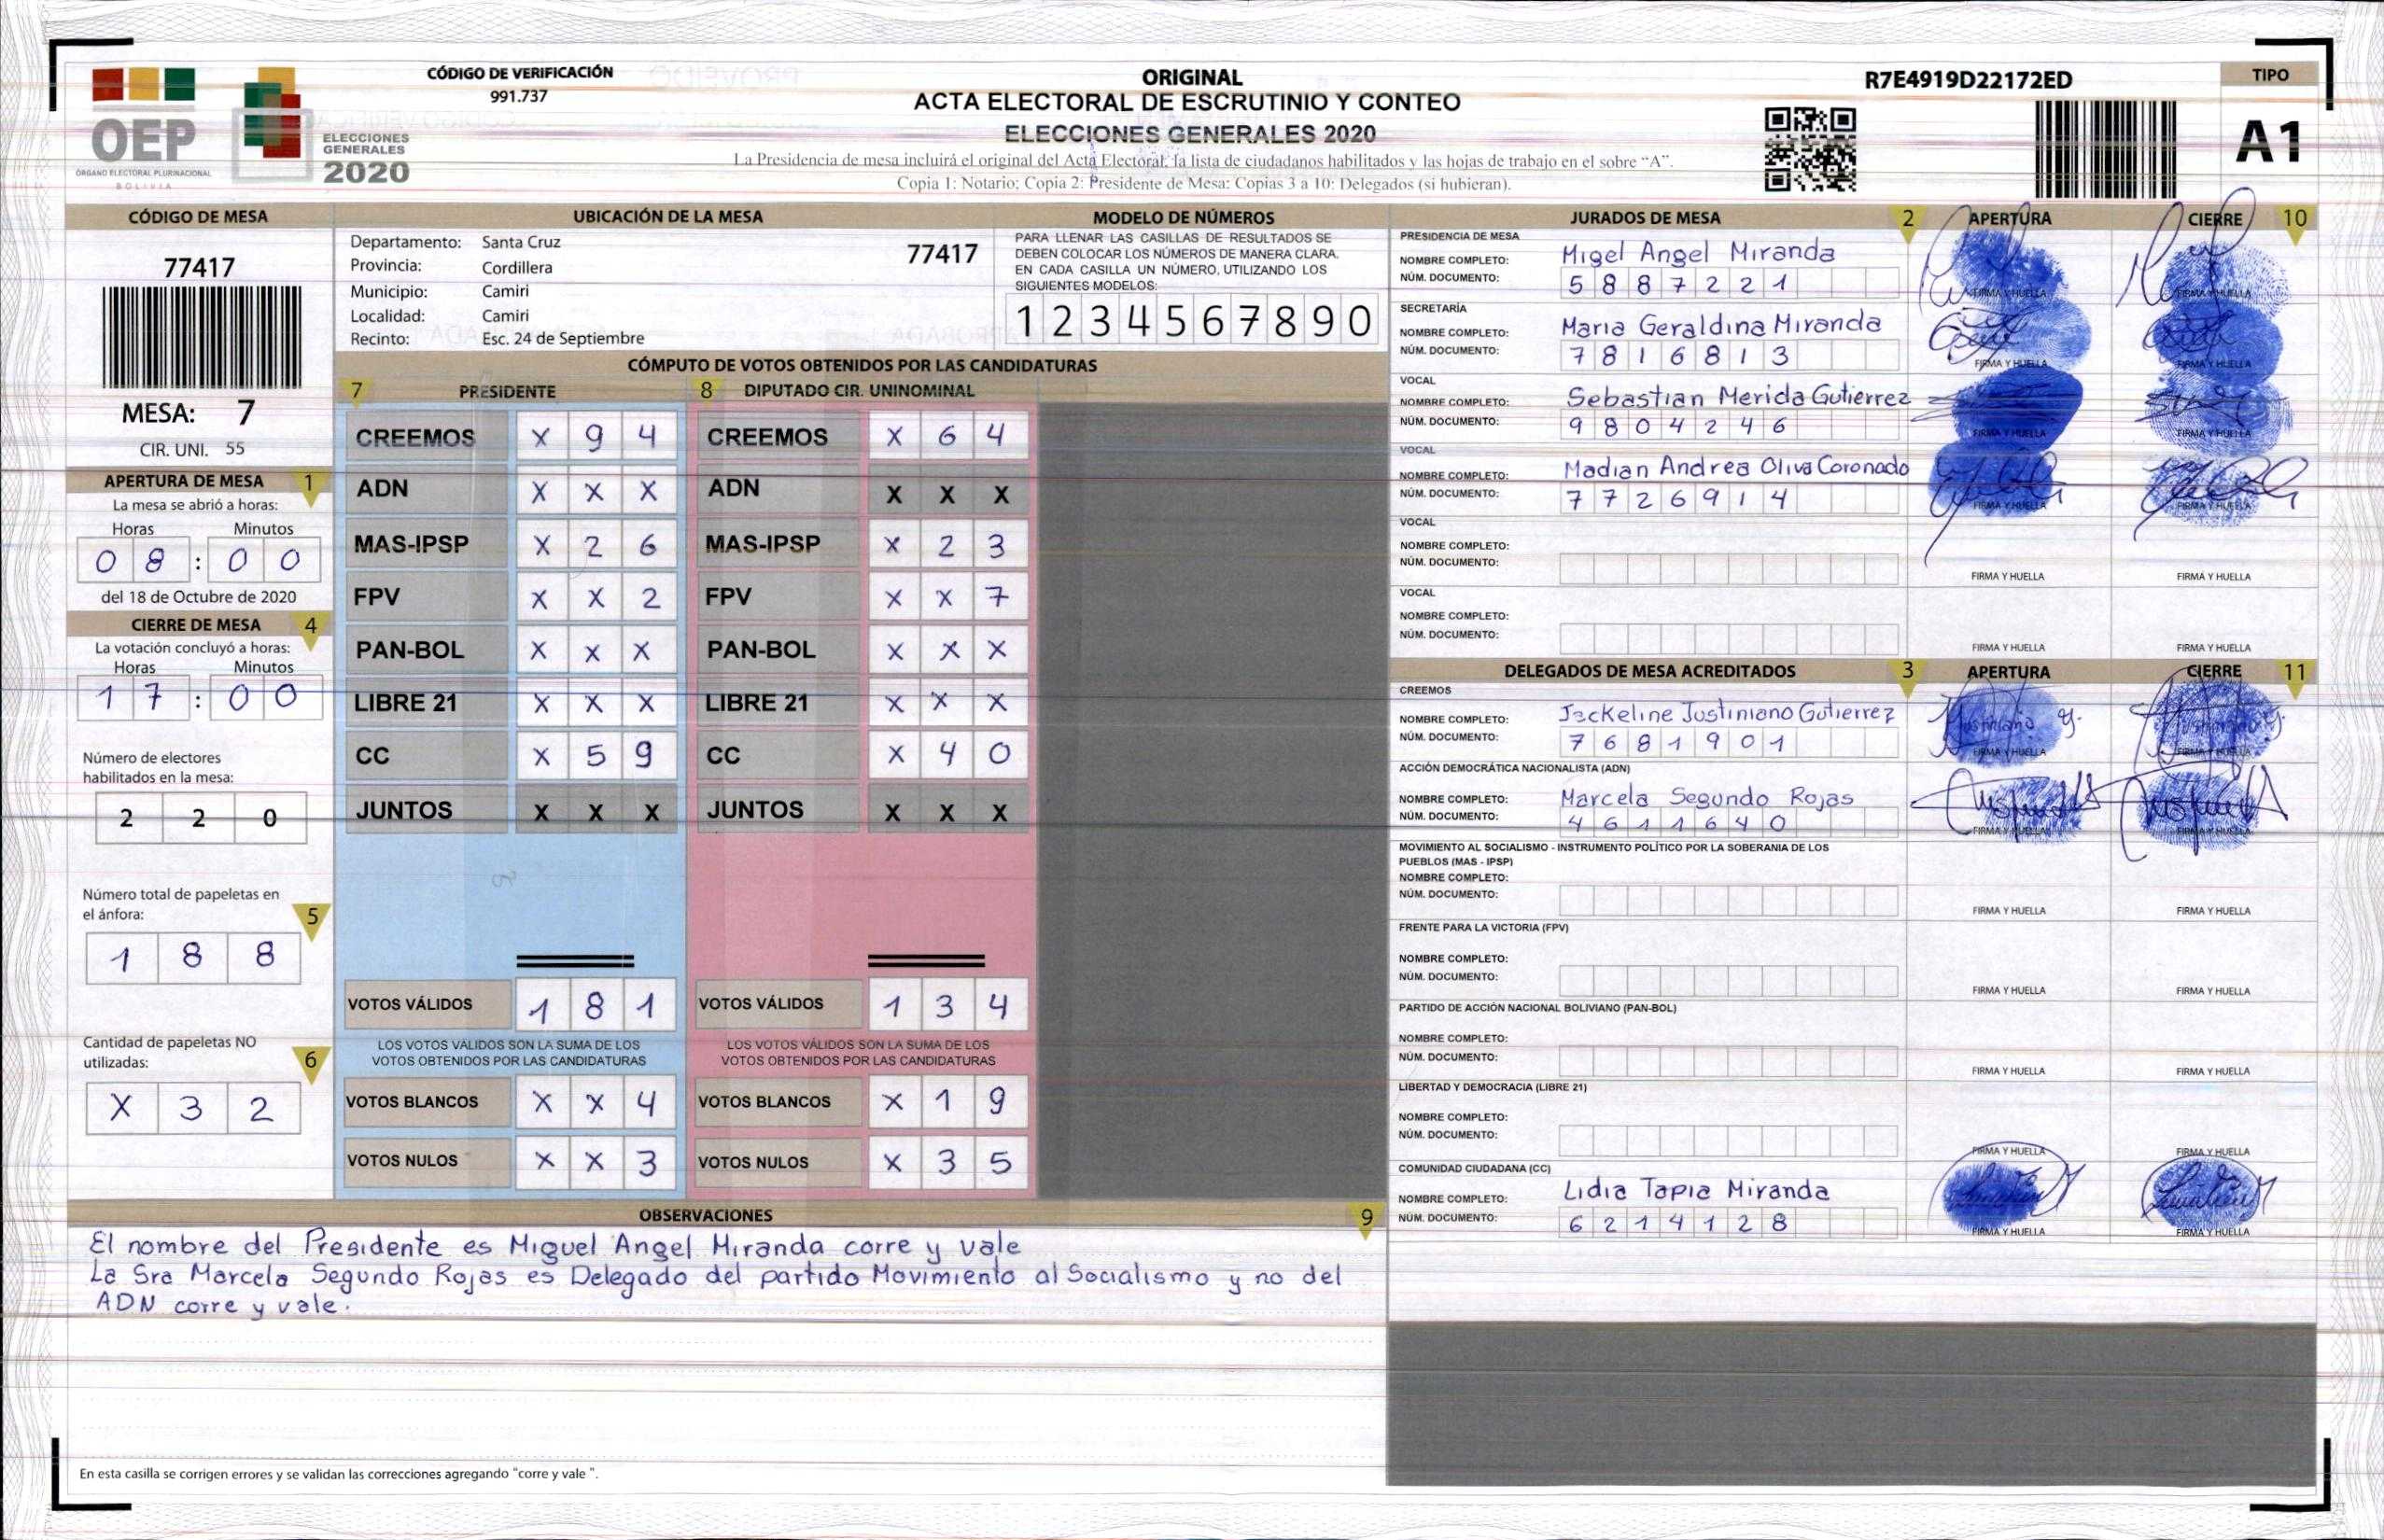 OEP
ÓRGANO ELECTORAL PLURINACIONAL
BOLIVIA
ELECCIONES
GENERALES
2020
CÓDIGO DE VERIFICACIÓN
991.737
ORIGINAL
ACTA ELECTORAL DE ESCRUTINIO Y CONTEO
ELECCIONES GENERALES 2020
La Presidencia de mesa incluirá el original del Acta Electoral, la lista de ciudadanos habilitados y las hojas de trabajo en el sobre “A”.
Copia 1: Notario; Copia 2: Presidente de Mesa; Copias 3 a 10: Delegados (si hubieran).
R7E4919D22172ED
TIPO
A1
CÓDIGO DE MESA
77417
MESA: 7
CIR. UNI. 55
UBICACIÓN DE LA MESA
Departamento: Santa Cruz
77417
Provincia: Cordillera
Municipio: Camiri
Localidad: Camiri
Recinto: Esc. 24 de Septiembre
MODELO DE NÚMEROS
PARA LLENAR LAS CASILLAS DE RESULTADOS SE
DEBEN COLOCAR LOS NÚMEROS DE MANERA CLARA.
EN CADA CASILLA UN NÚMERO, UTILIZANDO LOS
SIGUIENTES MODELOS:
1 2 3 4 5 6 7 8 9 0
APERTURA DE MESA 1
La mesa se abrió a horas:
Horas Minutos
0 8 : 0 0
del 18 de Octubre de 2020
CIERRE DE MESA 4
La votación concluyó a horas:
Horas Minutos
1 7 : 0 0
Número de electores
habilitados en la mesa:
2 2 0
Número total de papeletas en
el ánfora: 5
1 8 8
Cantidad de papeletas NO
utilizadas: 6
X 3 2
CÓMPUTO DE VOTOS OBTENIDOS POR LAS CANDIDATURAS
7 PRESIDENTE
CREEMOS X 9 4
ADN X X X
MAS-IPSP X 2 6
FPV X X 2
PAN-BOL X X X
LIBRE 21 X X X
CC X 5 9
JUNTOS X X X
VOTOS VÁLIDOS 1 8 1
LOS VOTOS VÁLIDOS SON LA SUMA DE LOS
VOTOS OBTENIDOS POR LAS CANDIDATURAS
VOTOS BLANCOS X X 4
VOTOS NULOS X X 3
8 DIPUTADO CIR. UNINOMINAL
CREEMOS X 6 4
ADN X X X
MAS-IPSP X 2 3
FPV X X 7
PAN-BOL X X X
LIBRE 21 X X X
CC X 4 0
JUNTOS X X X
VOTOS VÁLIDOS 1 3 4
LOS VOTOS VÁLIDOS SON LA SUMA DE LOS
VOTOS OBTENIDOS POR LAS CANDIDATURAS
VOTOS BLANCOS X 1 9
VOTOS NULOS X 3 5
OBSERVACIONES 9
El nombre del Presidente es Miguel Angel Miranda corre y vale
La Sra Marcela Segundo Rojas es Delegado del partido Movimiento al Socialismo y no del
ADN corre y vale.
En esta casilla se corrigen errores y se validan las correcciones agregando “corre y vale ”.
JURADOS DE MESA 2 APERTURA CIERRE 10
PRESIDENCIA DE MESA
NOMBRE COMPLETO: Migel Angel Miranda
NÚM. DOCUMENTO: 5 8 8 7 2 2 1
FIRMA Y HUELLA FIRMA Y HUELLA
SECRETARÍA
NOMBRE COMPLETO: Maria Geraldina Miranda
NÚM. DOCUMENTO: 7 8 1 6 8 1 3
FIRMA Y HUELLA FIRMA Y HUELLA
VOCAL
NOMBRE COMPLETO: Sebastian Merida Gutierrez
NÚM. DOCUMENTO: 9 8 0 4 2 4 6
FIRMA Y HUELLA FIRMA Y HUELLA
VOCAL
NOMBRE COMPLETO: Madian Andrea Oliva Coronado
NÚM. DOCUMENTO: 7 7 2 6 9 1 4
FIRMA Y HUELLA FIRMA Y HUELLA
VOCAL
NOMBRE COMPLETO:
NÚM. DOCUMENTO:
FIRMA Y HUELLA FIRMA Y HUELLA
VOCAL
NOMBRE COMPLETO:
NÚM. DOCUMENTO:
FIRMA Y HUELLA FIRMA Y HUELLA
DELEGADOS DE MESA ACREDITADOS 3 APERTURA CIERRE 11
CREEMOS
NOMBRE COMPLETO: Jackeline Justiniano Gutierrez
NÚM. DOCUMENTO: 7 6 8 1 9 0 1
FIRMA Y HUELLA FIRMA Y HUELLA
ACCIÓN DEMOCRÁTICA NACIONALISTA (ADN)
NOMBRE COMPLETO: Marcela Segundo Rojas
NÚM. DOCUMENTO: 4 6 1 1 6 4 0
FIRMA Y HUELLA FIRMA Y HUELLA
MOVIMIENTO AL SOCIALISMO - INSTRUMENTO POLÍTICO POR LA SOBERANIA DE LOS
PUEBLOS (MAS - IPSP)
NOMBRE COMPLETO:
NÚM. DOCUMENTO:
FIRMA Y HUELLA FIRMA Y HUELLA
FRENTE PARA LA VICTORIA (FPV)
NOMBRE COMPLETO:
NÚM. DOCUMENTO:
FIRMA Y HUELLA FIRMA Y HUELLA
PARTIDO DE ACCIÓN NACIONAL BOLIVIANO (PAN-BOL)
NOMBRE COMPLETO:
NÚM. DOCUMENTO:
FIRMA Y HUELLA FIRMA Y HUELLA
LIBERTAD Y DEMOCRACIA (LIBRE 21)
NOMBRE COMPLETO:
NÚM. DOCUMENTO:
FIRMA Y HUELLA FIRMA Y HUELLA
COMUNIDAD CIUDADANA (CC)
NOMBRE COMPLETO: Lidia Tapia Miranda
NÚM. DOCUMENTO: 6 2 1 4 1 2 8
FIRMA Y HUELLA FIRMA Y HUELLA